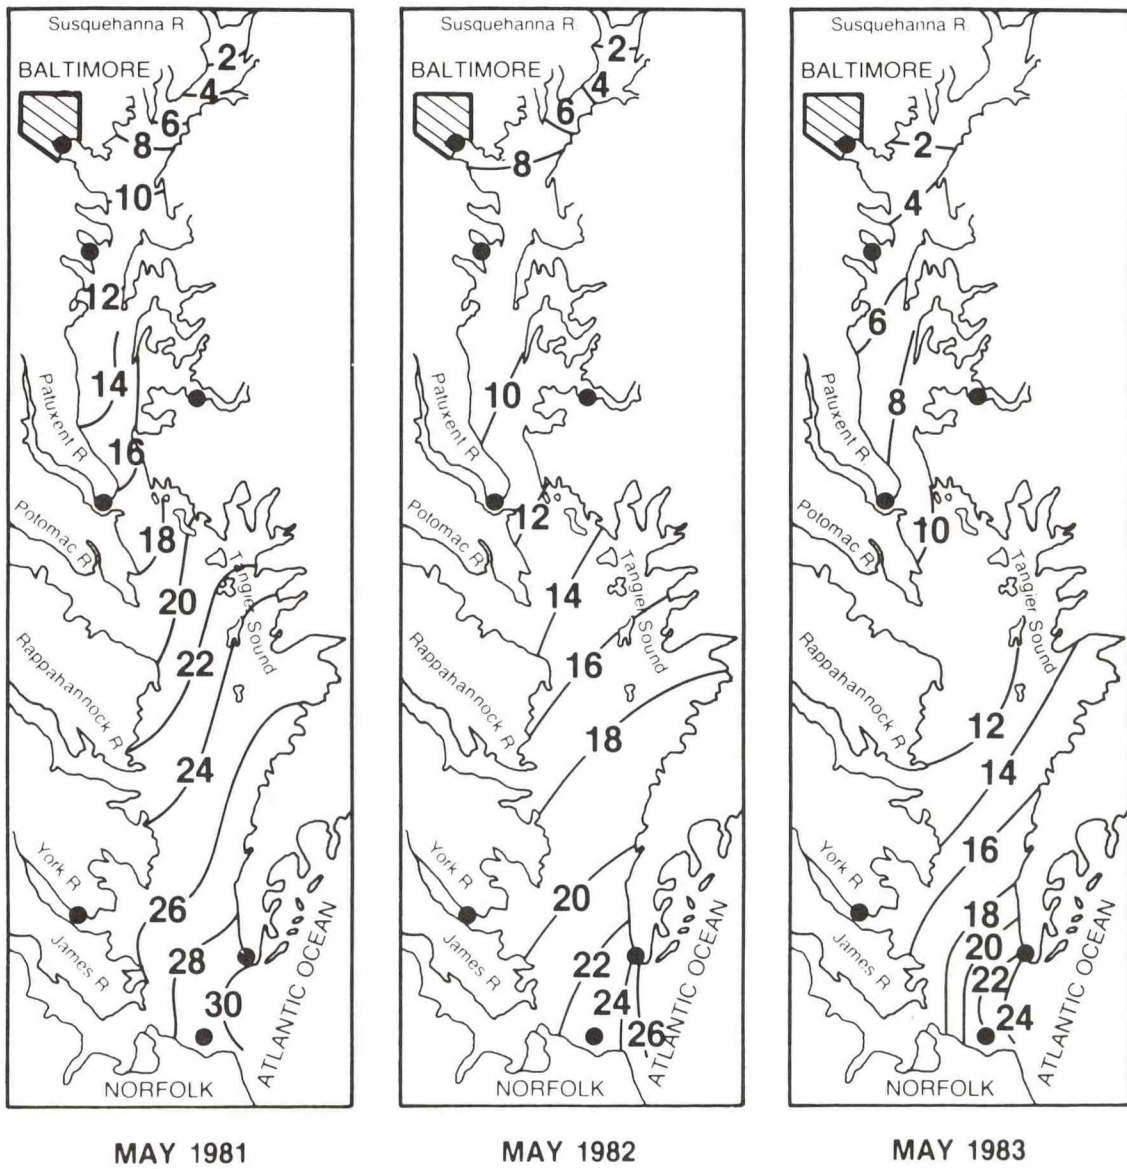 Susquehanna R.
BALTIMORE
2
4
6
8
10
12
14
16
18
20
22
24
26
28
30
Patuxent R.
Potomac R.
Tangier Sound
Rappahannock R.
York R.
James R.
ATLANTIC OCEAN
NORFOLK
MAY 1981
Susquehanna R.
BALTIMORE
2
4
6
8
10
12
14
16
18
20
22
24
26
Patuxent R.
Potomac R.
Tangier Sound
Rappahannock R.
York R.
James R.
ATLANTIC OCEAN
NORFOLK
MAY 1982
Susquehanna R.
BALTIMORE
2
4
6
8
10
12
14
16
18
20
22
24
Patuxent R.
Potomac R.
Tangier Sound
Rappahannock R.
York R.
James R.
ATLANTIC OCEAN
NORFOLK
MAY 1983